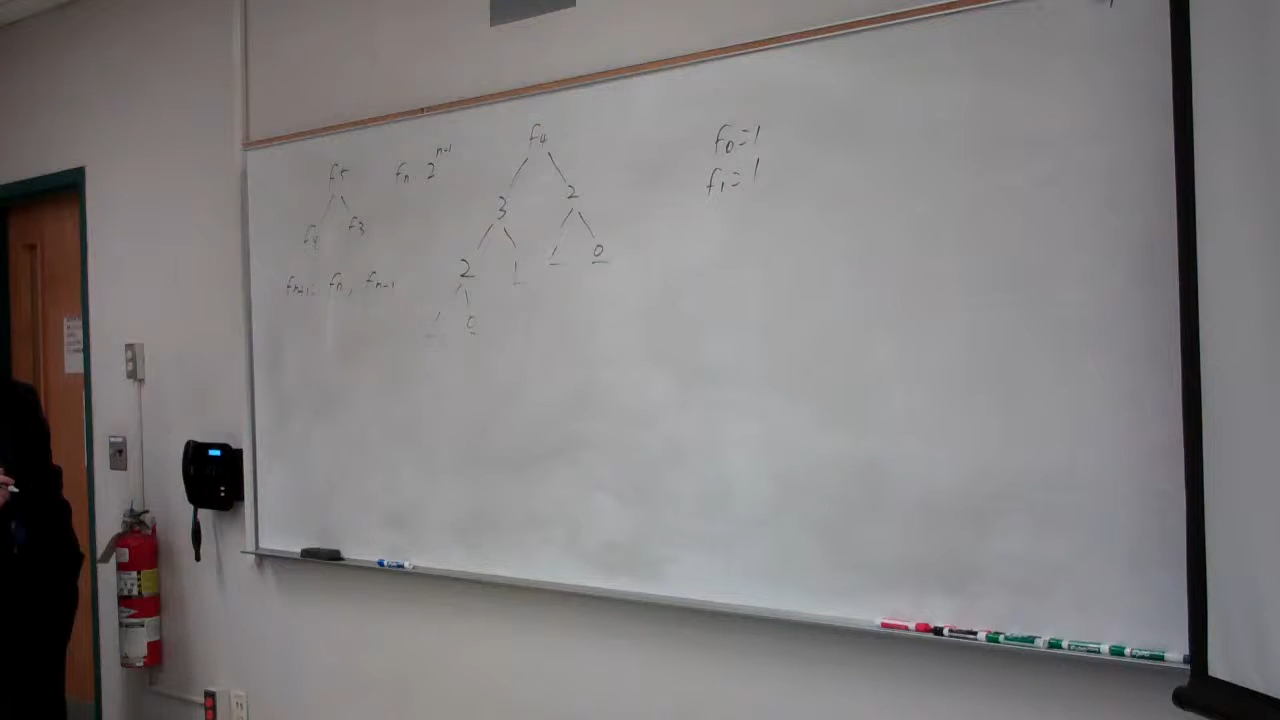 f5
f4 f3
fn+1: fn, fn-1
fn 2^n-1
f4
3 2
2 1 1 0
1 0
f0=1
f1=1